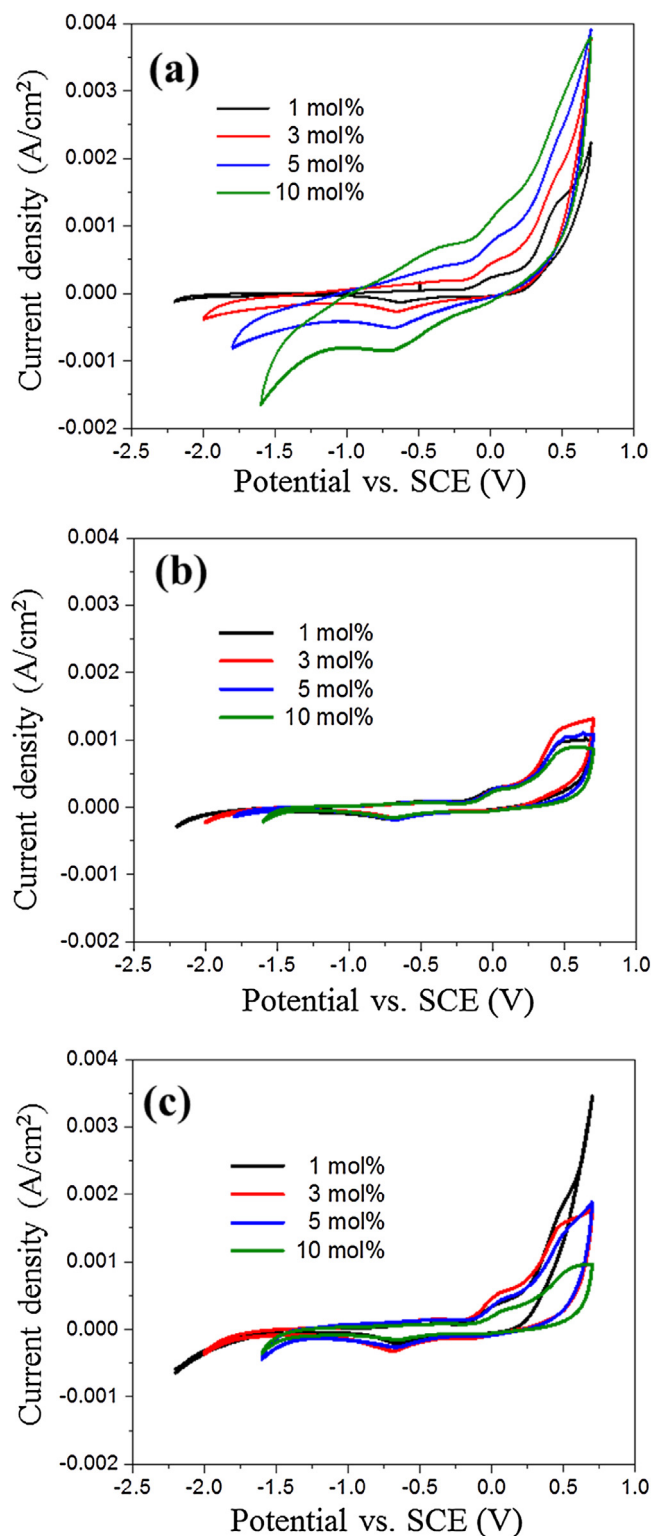 (a)
0.004
0.003
0.002
0.001
0.000
-0.001
-0.002
Current density (A/cm²)
1 mol%
3 mol%
5 mol%
10 mol%
-2.5 -2.0 -1.5 -1.0 -0.5 0.0 0.5 1.0
Potential vs. SCE (V)
(b)
0.004
0.003
0.002
0.001
0.000
-0.001
-0.002
Current density (A/cm²)
1 mol%
3 mol%
5 mol%
10 mol%
-2.5 -2.0 -1.5 -1.0 -0.5 0.0 0.5 1.0
Potential vs. SCE (V)
(c)
0.004
0.003
0.002
0.001
0.000
-0.001
-0.002
Current density (A/cm²)
1 mol%
3 mol%
5 mol%
10 mol%
-2.5 -2.0 -1.5 -1.0 -0.5 0.0 0.5 1.0
Potential vs. SCE (V)